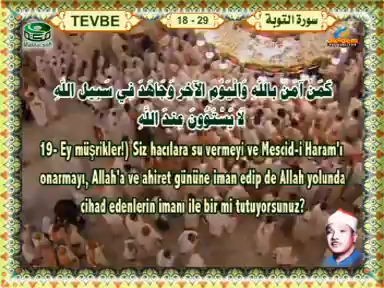 TEVBE
18 - 29
سورة التوبة
كَمَنْ آمَنَ بِاللَّهِ وَالْيَوْمِ الْآخِرِ وَجَاهَدَ فِي سَبِيلِ اللَّهِ
لَا يَسْتَوُونَ عِندَ اللَّهِ
19- Ey müşrikler!) Siz hacılara su vermeyi ve Mescid-i Haram'ı
onarmayı, Allah'a ve ahiret gününe iman edip de Allah yolunda
cihad edenlerin imanı ile bir mi tutuyorsunuz?